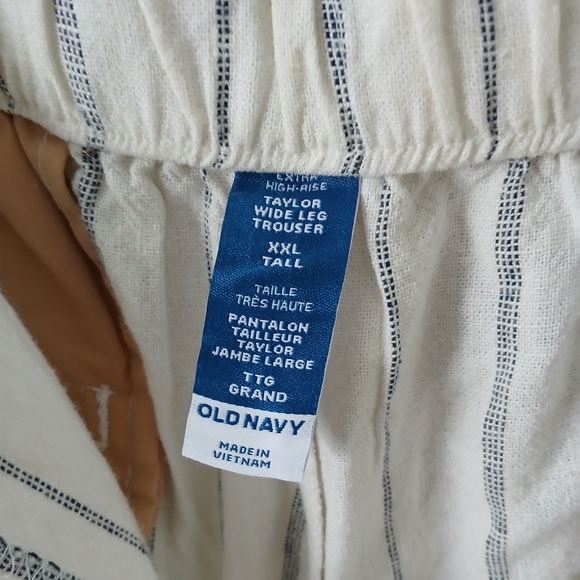 EXTRA
HIGH-RISE
TAYLOR
WIDE LEG
TROUSER
XXL
TALL
TAILLE
TRÈS HAUTE
PANTALON
TAILLEUR
TAYLOR
JAMBE LARGE
TTG
GRAND
OLD NAVY
MADE IN
VIETNAM